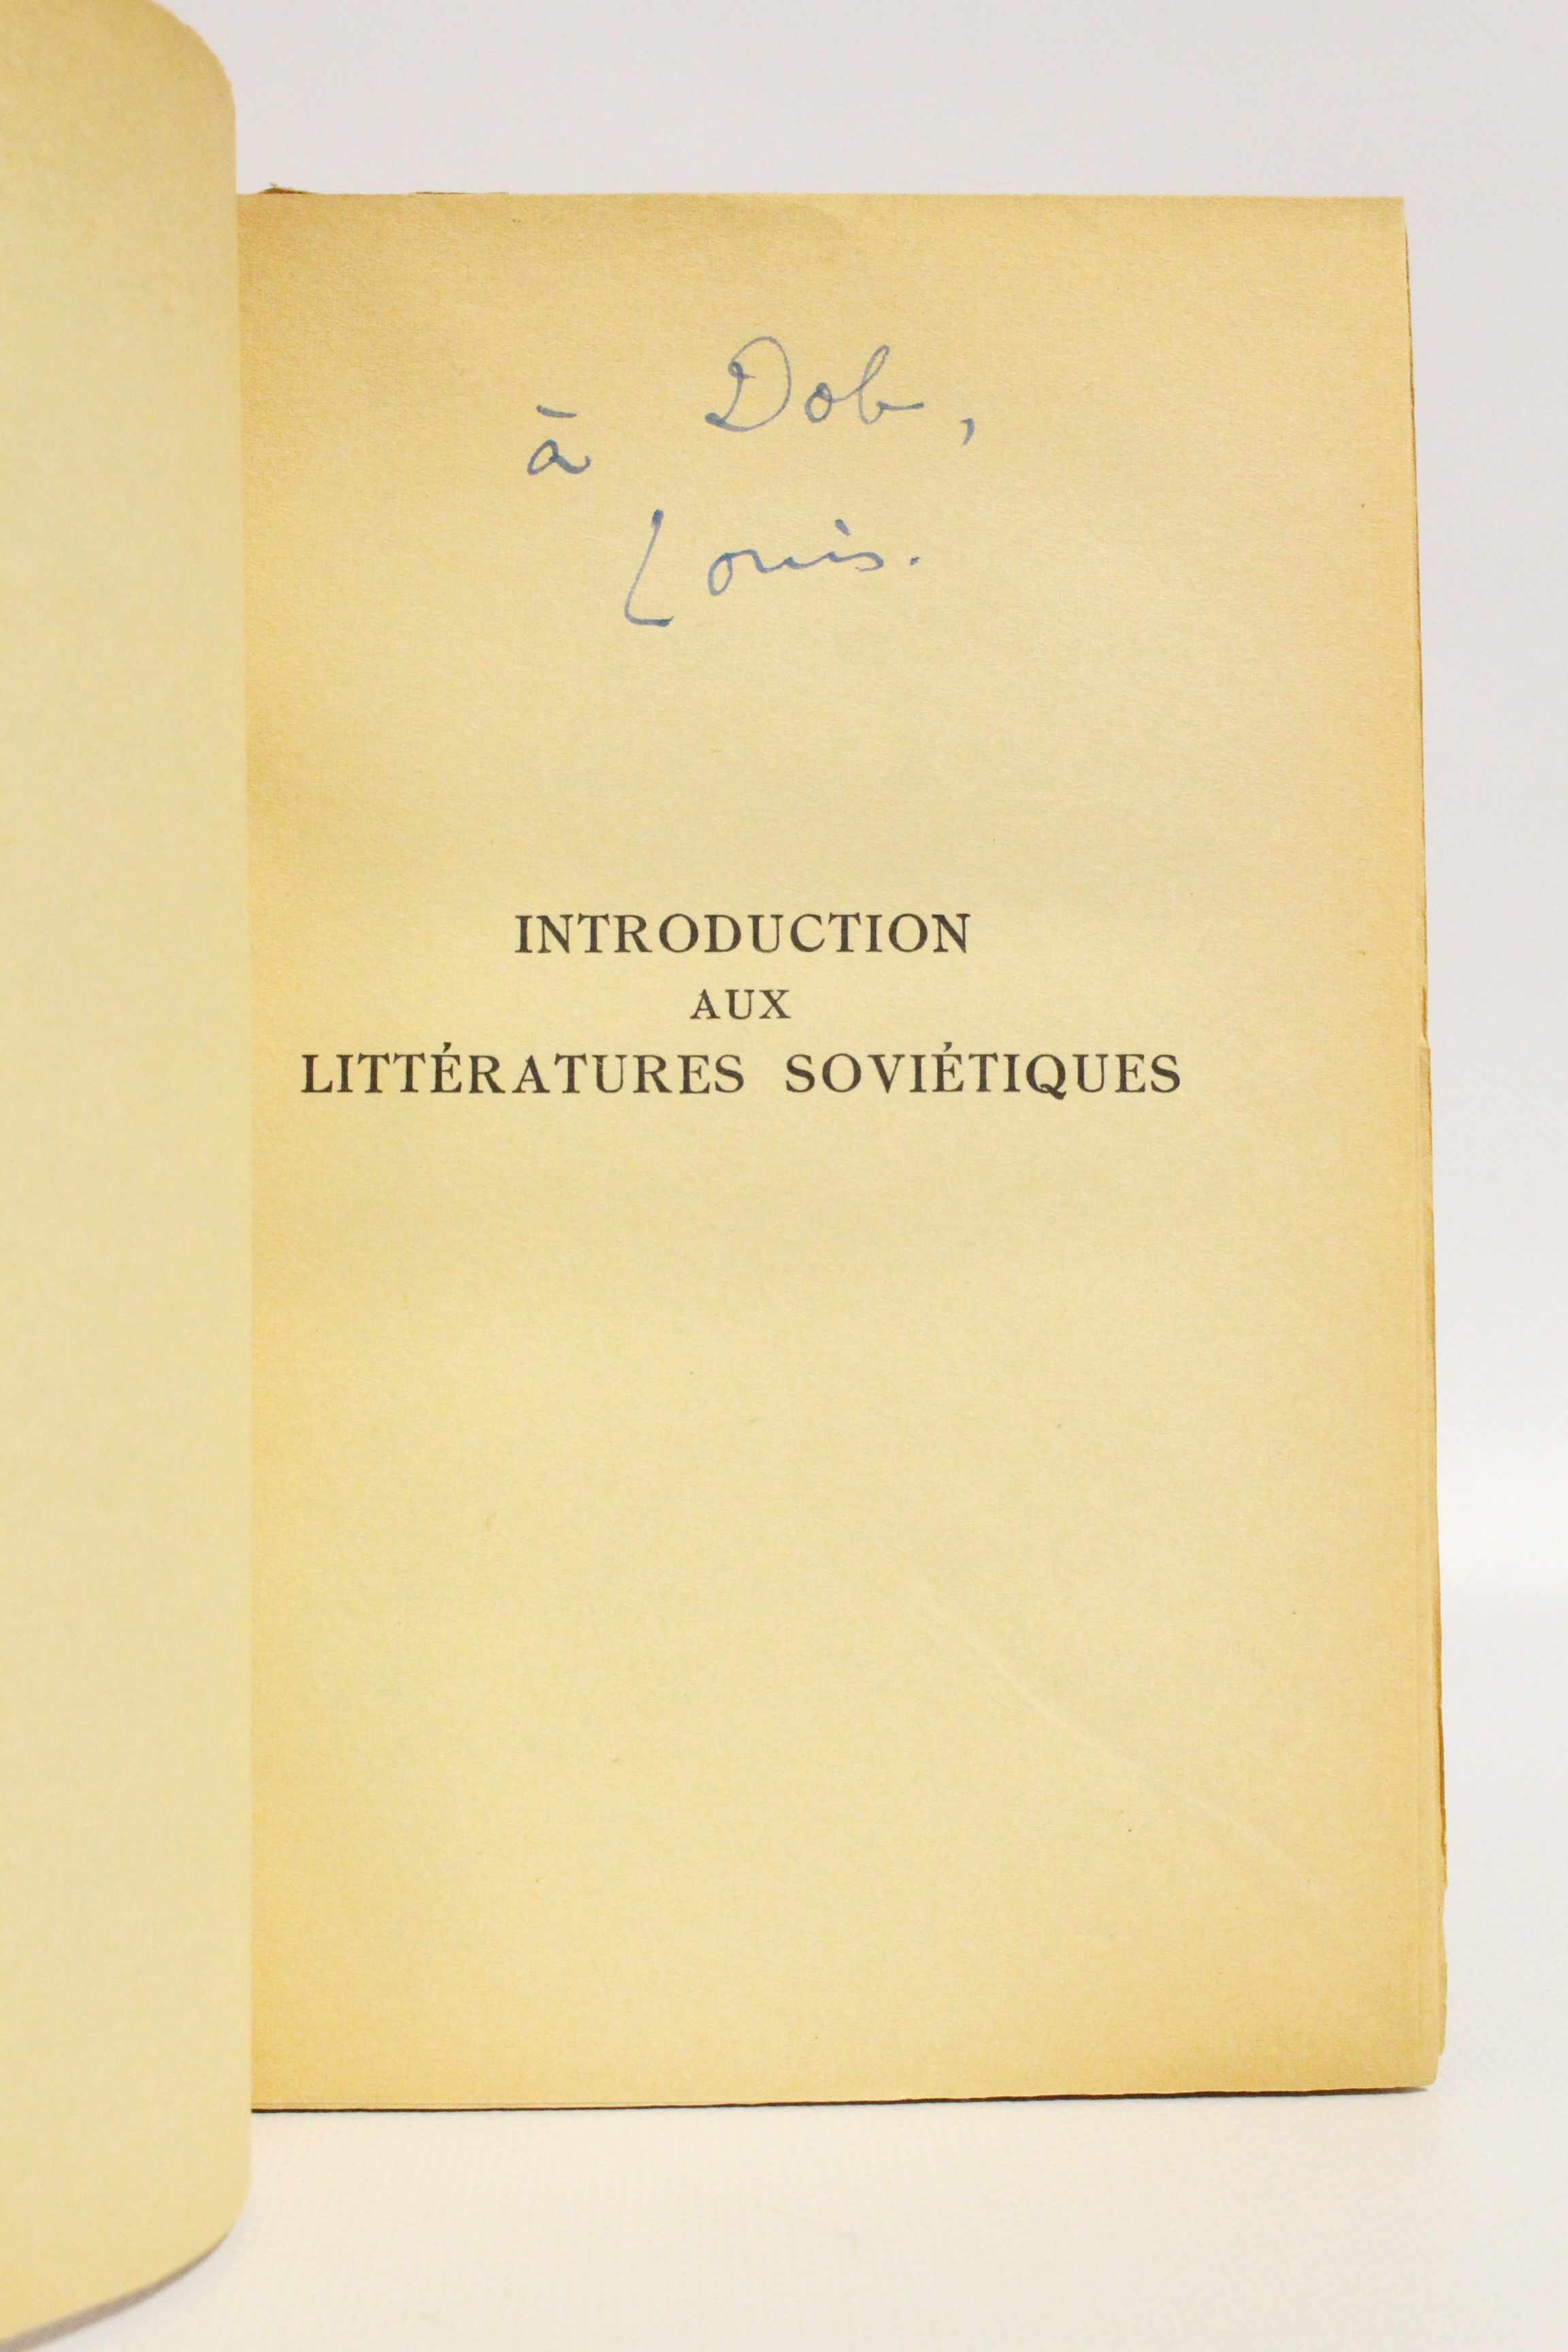 à Dob,
Louis.
INTRODUCTION
AUX
LITTÉRATURES SOVIÉTIQUES